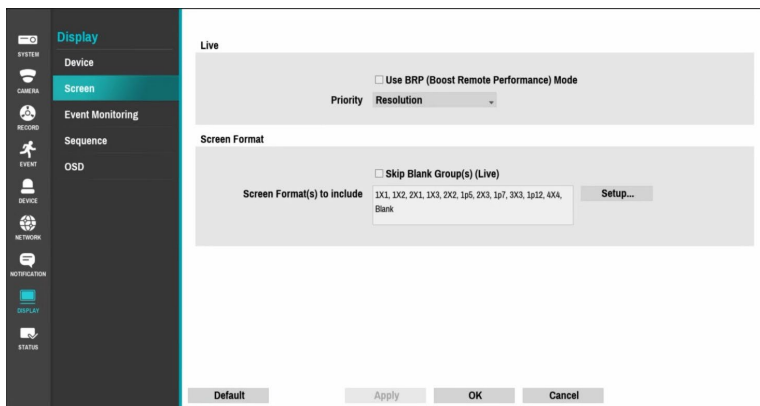 SYSTEM
CAMERA
RECORD
EVENT
DEVICE
NETWORK
NOTIFICATION
DISPLAY
STATUS
Display
Device
Screen
Event Monitoring
Sequence
OSD
Live
Use BRP (Boost Remote Performance) Mode
Priority Resolution
Screen Format
Skip Blank Group(s) (Live)
Screen Format(s) to include 1X1, 1X2, 2X1, 1X3, 2X2, 1p5, 2X3, 1p7, 3X3, 1p12, 4X4, Setup...
Blank
Default Apply OK Cancel